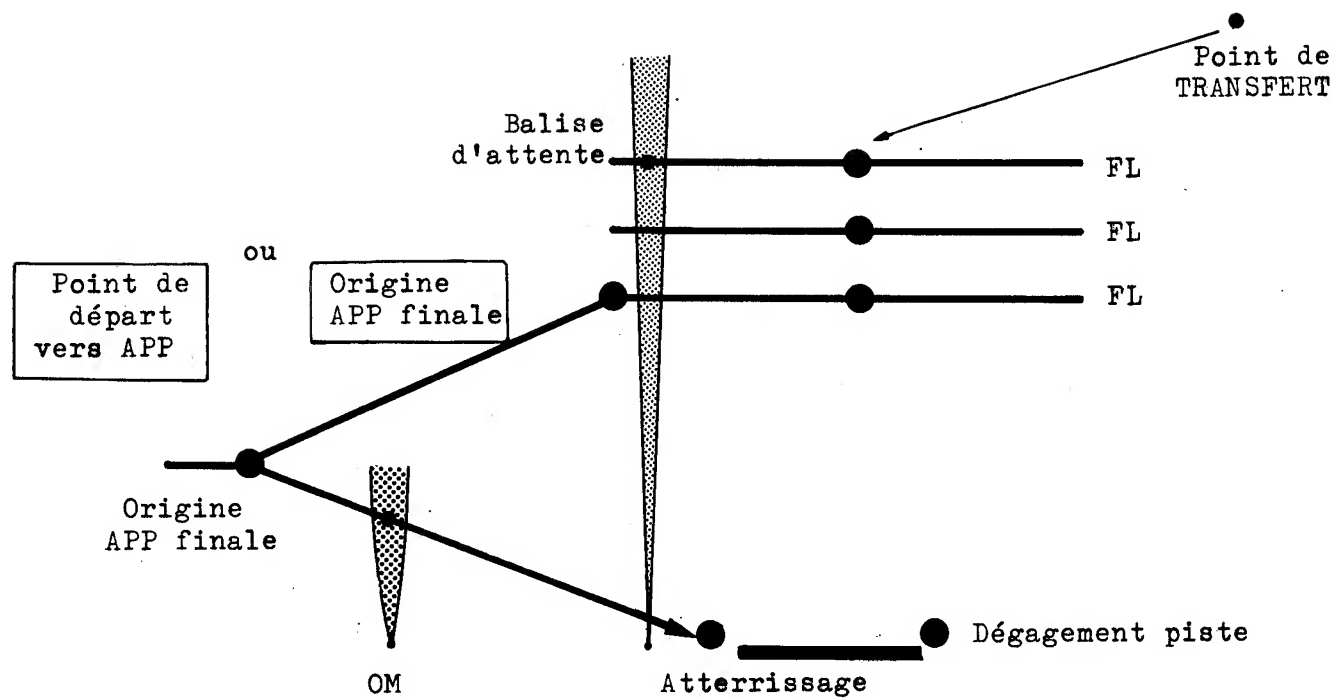 Point de
TRANSFERT
Balise
d'attente
FL
FL
FL
ou
Point de
départ
vers APP
Origine
APP finale
Origine
APP finale
OM
Atterrissage
Dégagement piste